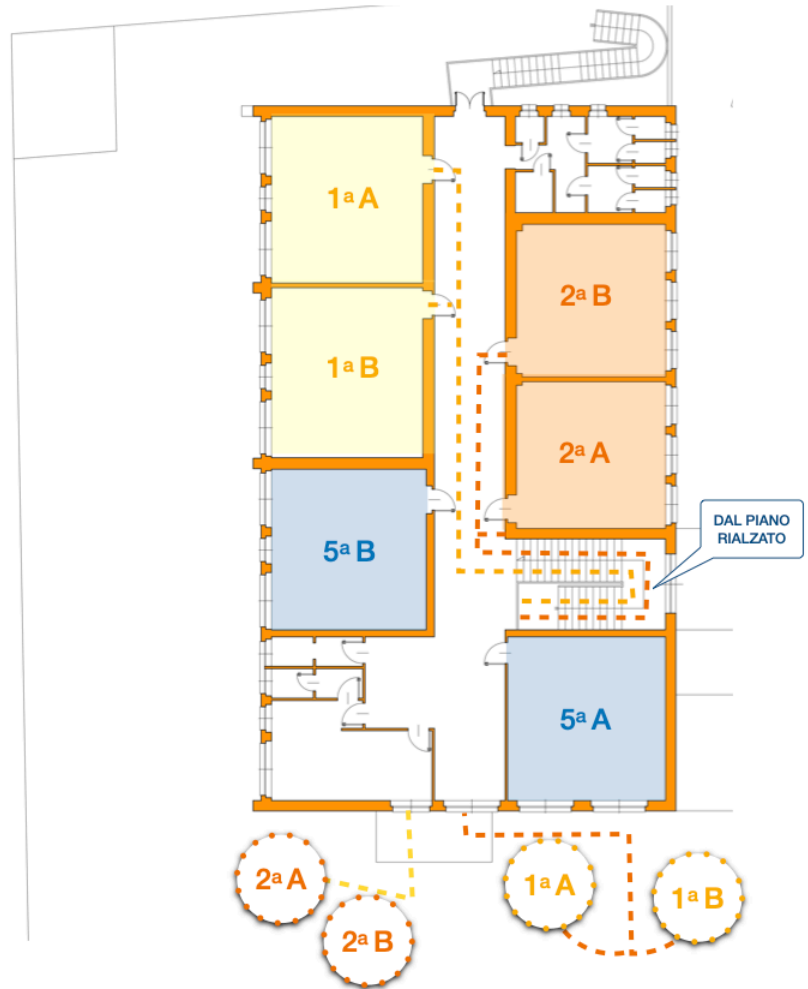 1ª A
2ª B
1ª B
2ª A
DAL PIANO
RIALZATO
5ª B
5ª A
2ª A
1ª A
1ª B
2ª B